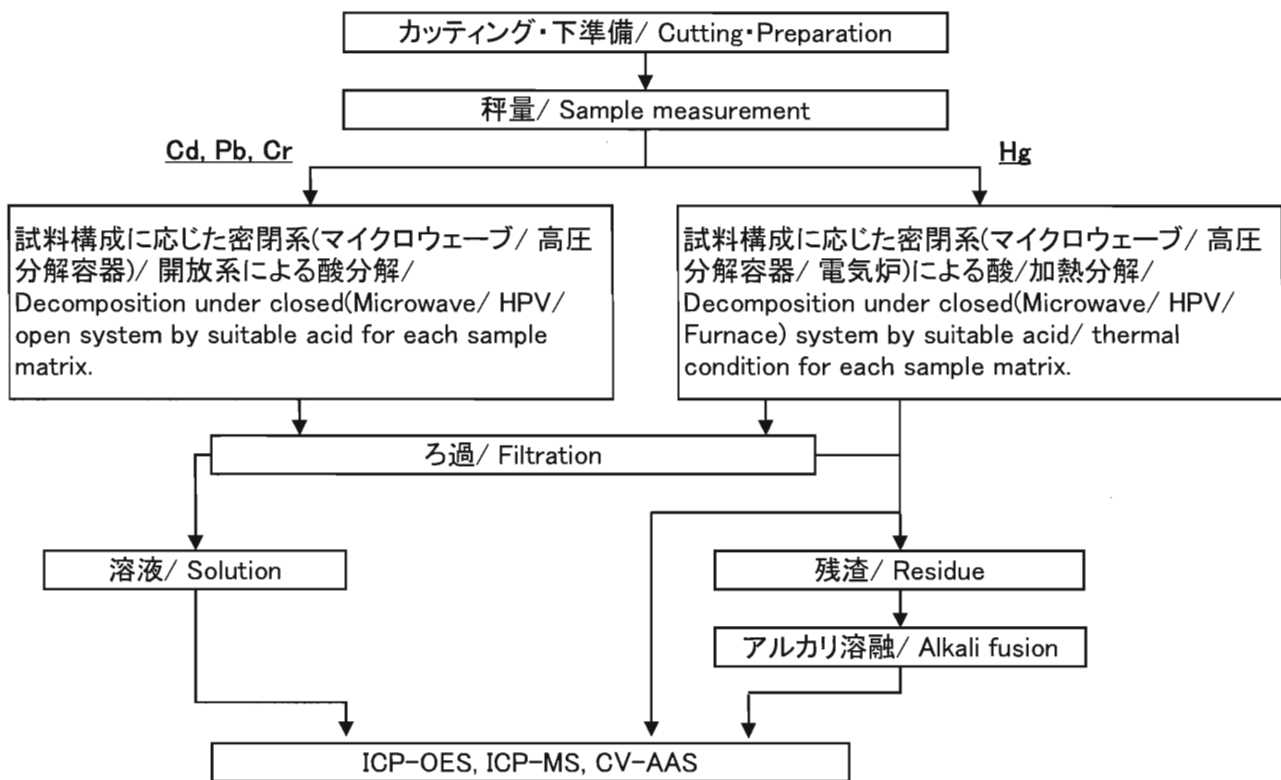 カッティング・下準備/ Cutting・Preparation
秤量/ Sample measurement
Cd, Pb, Cr
Hg
試料構成に応じた密閉系(マイクロウェーブ/ 高圧
分解容器)/ 開放系による酸分解/
Decomposition under closed(Microwave/ HPV/
open system by suitable acid for each sample
matrix.
試料構成に応じた密閉系(マイクロウェーブ/ 高圧
分解容器/ 電気炉)による酸/加熱分解/
Decomposition under closed(Microwave/ HPV/
Furnace) system by suitable acid/ thermal
condition for each sample matrix.
ろ過/ Filtration
溶液/ Solution
残渣/ Residue
アルカリ溶融/ Alkali fusion
ICP-OES, ICP-MS, CV-AAS